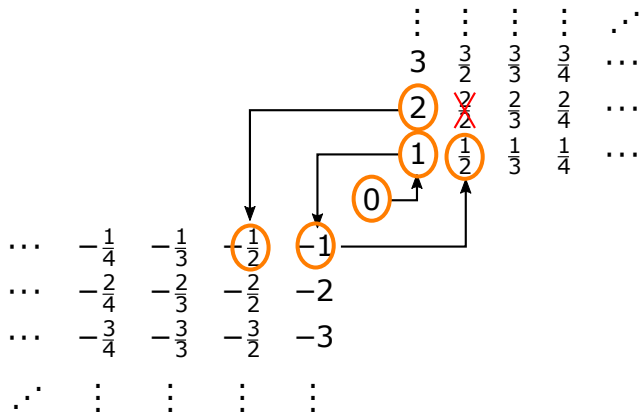 ⋮ ⋮ ⋮ ⋮ ⋰
3 3/2 3/3 3/4 ⋯
2 2/2 2/3 2/4 ⋯
1 1/2 1/3 1/4 ⋯
0
⋯ −1/4 −1/3 −1/2 −1
⋯ −2/4 −2/3 −2/2 −2
⋯ −3/4 −3/3 −3/2 −3
⋰ ⋮ ⋮ ⋮ ⋮